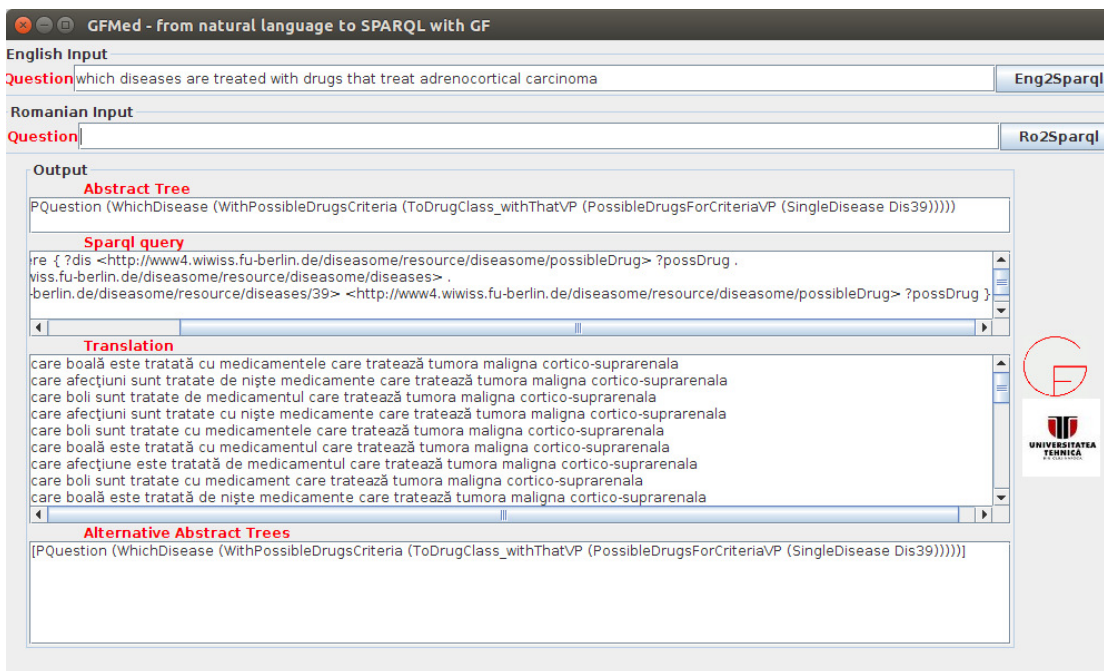 GFMed - from natural language to SPARQL with GF
English Input
Question which diseases are treated with drugs that treat adrenocortical carcinoma Eng2Sparql
Romanian Input
Question Ro2Sparql
Output
Abstract Tree
PQuestion (WhichDisease (WithPossibleDrugsCriteria (ToDrugClass_withThatVP (PossibleDrugsForCriteriaVP (SingleDisease Dis39)))))
Sparql query
re { ?dis <http://www4.wiwiss.fu-berlin.de/diseasome/resource/diseasome/possibleDrug> ?possDrug .
wiss.fu-berlin.de/diseasome/resource/diseasome/diseases> .
-berlin.de/diseasome/resource/diseases/39> <http://www4.wiwiss.fu-berlin.de/diseasome/resource/diseasome/possibleDrug> ?possDrug }
Translation
care boală este tratată cu medicamentele care tratează tumora maligna cortico-suprarenala
care afecțiuni sunt tratate de niște medicamente care tratează tumora maligna cortico-suprarenala
care boli sunt tratate de medicamentul care tratează tumora maligna cortico-suprarenala
care afecțiuni sunt tratate cu niște medicamente care tratează tumora maligna cortico-suprarenala
care boli sunt tratate cu medicamentele care tratează tumora maligna cortico-suprarenala
care boală este tratată cu medicamentul care tratează tumora maligna cortico-suprarenala
care afecțiune este tratată de medicamentul care tratează tumora maligna cortico-suprarenala
care boli sunt tratate cu medicament care tratează tumora maligna cortico-suprarenala
care boală este tratată de niște medicamente care tratează tumora maligna cortico-suprarenala
Alternative Abstract Trees
[PQuestion (WhichDisease (WithPossibleDrugsCriteria (ToDrugClass_withThatVP (PossibleDrugsForCriteriaVP (SingleDisease Dis39)))))]
GF
UNIVERSITATEA
TEHNICĂ